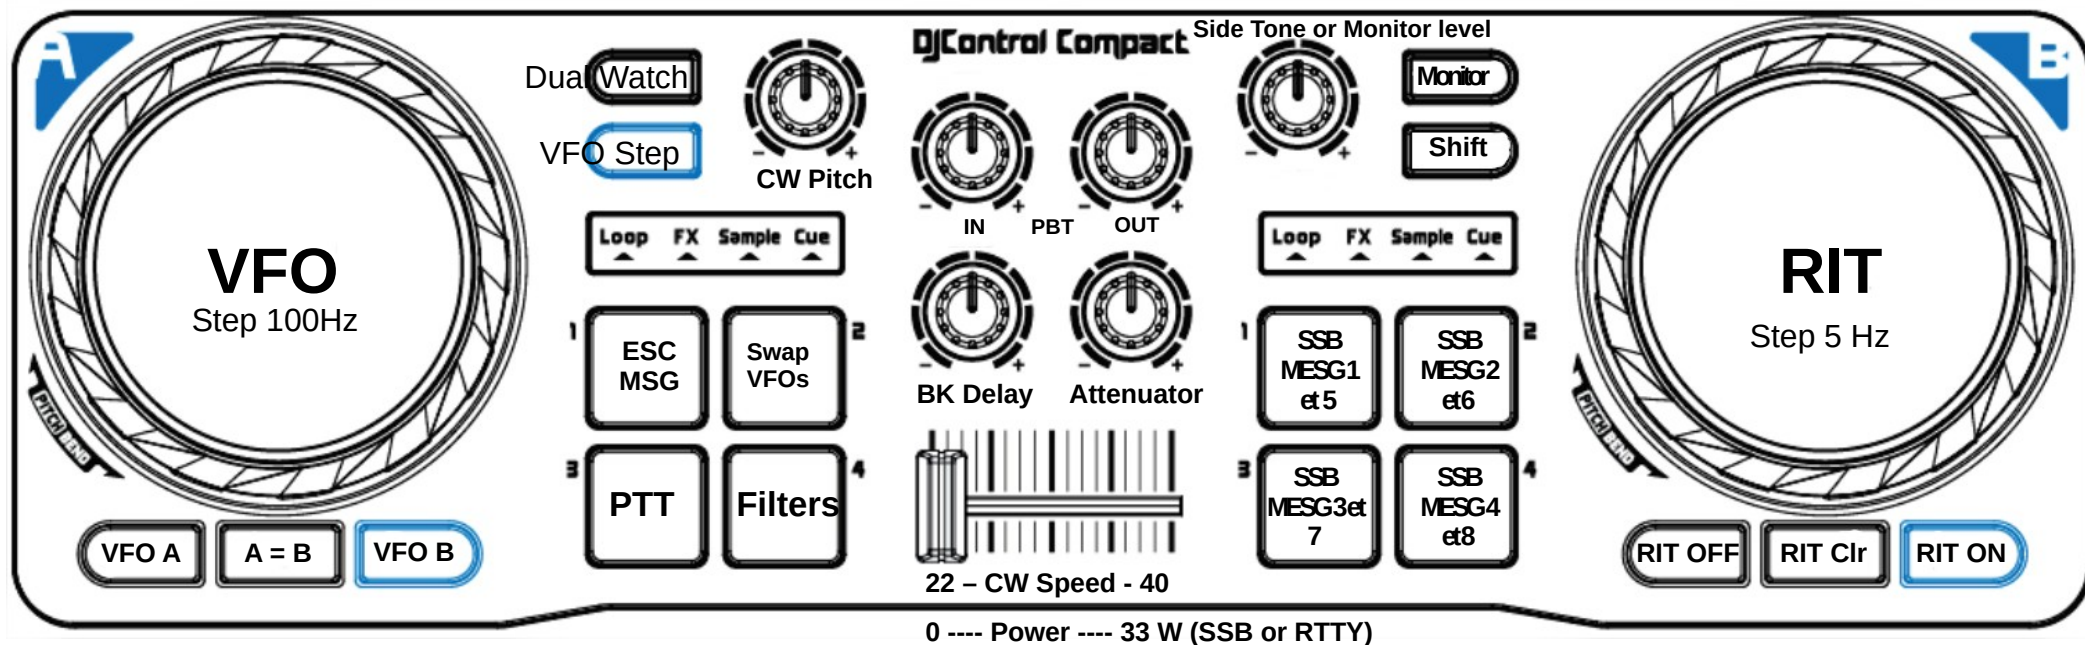 A
Dual Watch
VFO Step
CW Pitch
DJControl Compact
Side Tone or Monitor level
Monitor
Shift
B
- +
- +
- +
- +
IN PBT OUT
VFO
Step 100Hz
Loop FX Sample Cue
Loop FX Sample Cue
RIT
Step 5 Hz
1
ESC
MSG
2
Swap
VFOs
3
PTT
4
Filters
- +
- +
BK Delay
Attenuator
1
SSB
MESG1
et 5
2
SSB
MESG2
et6
3
SSB
MESG3et
7
4
SSB
MESG4
et8
PITCH BEND
PITCH BEND
VFO A
A = B
VFO B
22 – CW Speed - 40
RIT OFF
RIT Clr
RIT ON
0 ---- Power ---- 33 W (SSB or RTTY)